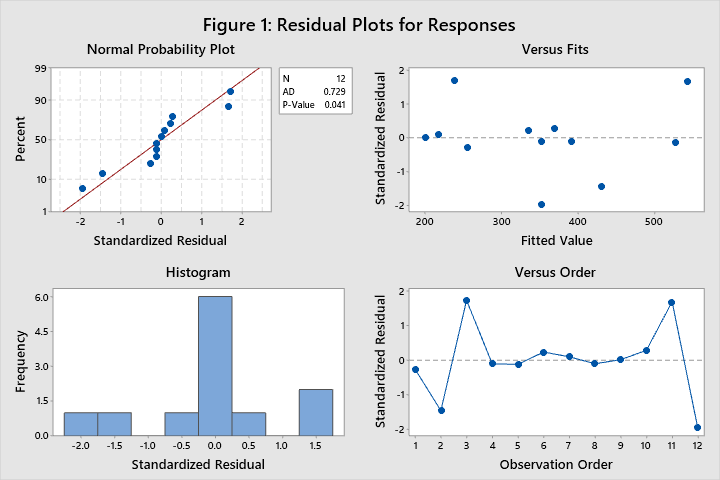 Figure 1: Residual Plots for Responses
Normal Probability Plot
99
90
50
10
1
Percent
-2 -1 0 1 2
Standardized Residual
N 12
AD 0.729
P-Value 0.041
Versus Fits
2
1
0
-1
-2
Standardized Residual
200 300 400 500
Fitted Value
Histogram
6.0
4.5
3.0
1.5
0.0
Frequency
-2.0 -1.5 -1.0 -0.5 0.0 0.5 1.0 1.5
Standardized Residual
Versus Order
2
1
0
-1
-2
Standardized Residual
1 2 3 4 5 6 7 8 9 10 11 12
Observation Order